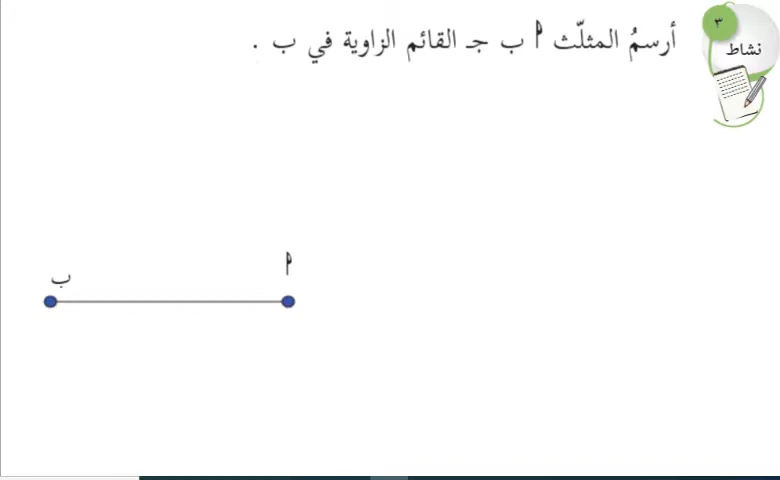 ٣
نشاط
أرسمُ المثلّث أ ب جـ القائم الزاوية في ب .
ب
أ